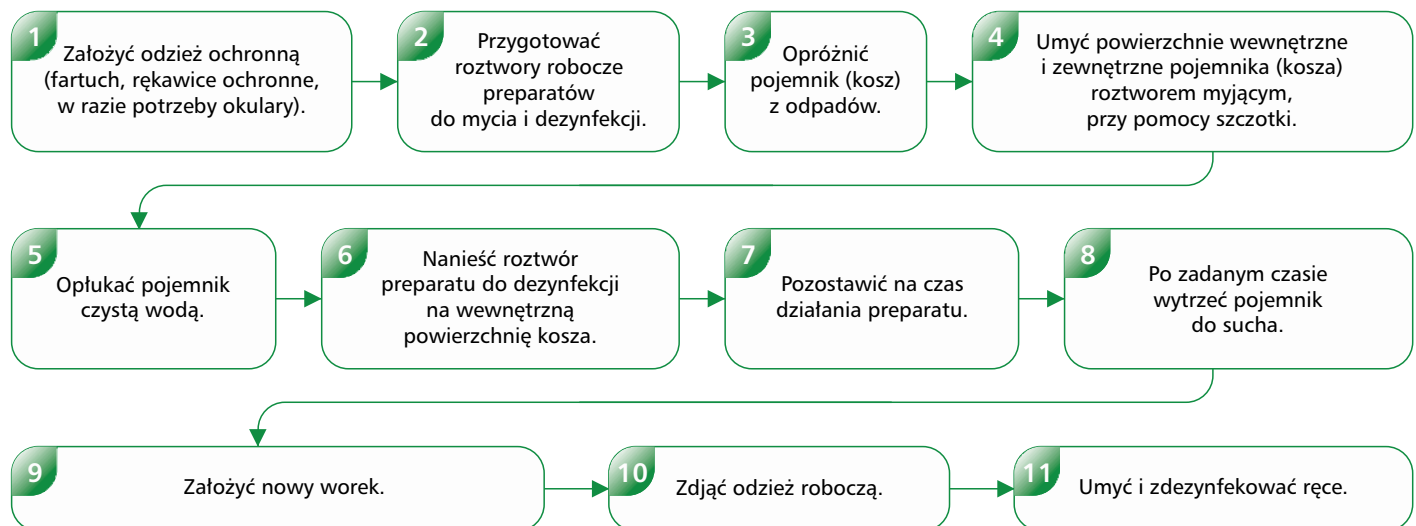 1
Założyć odzież ochronną
(fartuch, rękawice ochronne,
w razie potrzeby okulary).
2
Przygotować
roztwory robocze
preparatów
do mycia i dezynfekcji.
3
Opróżnić
pojemnik (kosz)
z odpadów.
4
Umyć powierzchnie wewnętrzne
i zewnętrzne pojemnika (kosza)
roztworem myjącym,
przy pomocy szczotki.
5
Opłukać pojemnik
czystą wodą.
6
Nanieść roztwór
preparatu do dezynfekcji
na wewnętrzną
powierzchnię kosza.
7
Pozostawić na czas
działania preparatu.
8
Po zadanym czasie
wytrzeć pojemnik
do sucha.
9
Założyć nowy worek.
10
Zdjąć odzież roboczą.
11
Umyć i zdezynfekować ręce.